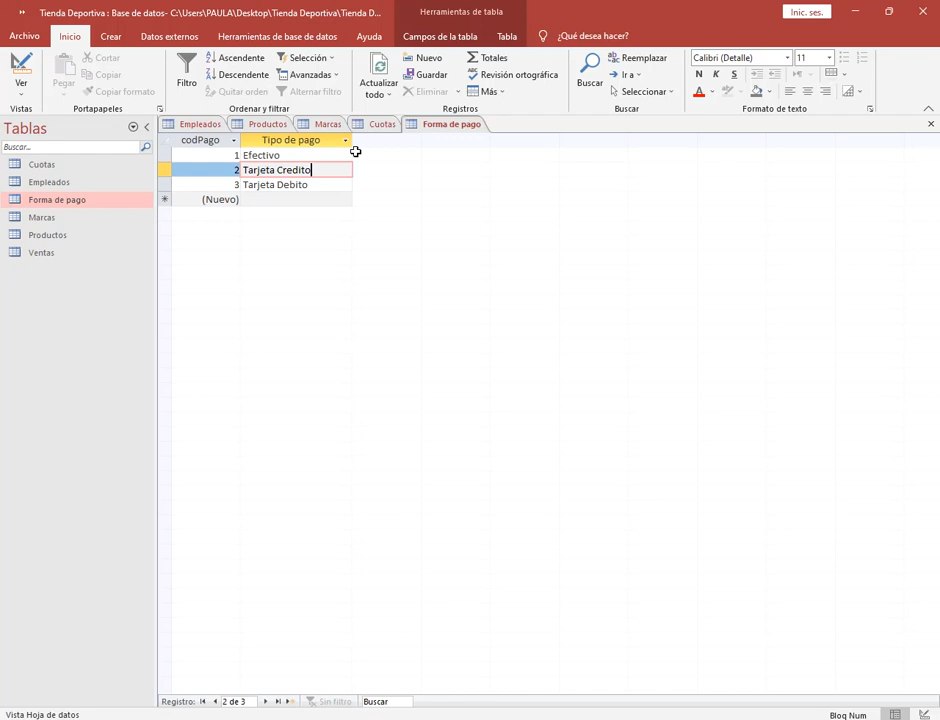 Tienda Deportiva : Base de datos- C:\Users\PAULA\Desktop\Tienda Deportiva\Tienda D...
Herramientas de tabla
Inic. ses.
Archivo
Inicio
Crear
Datos externos
Herramientas de base de datos
Ayuda
Campos de la tabla
Tabla
¿Qué desea hacer?
Ver
Vistas
Pegar
Cortar
Copiar
Copiar formato
Portapapeles
Filtro
Ascendente
Descendente
Quitar orden
Selección
Avanzadas
Alternar filtro
Ordenar y filtrar
Actualizar
todo
Nuevo
Guardar
Eliminar
Totales
Revisión ortográfica
Más
Registros
Buscar
Reemplazar
Ir a
Seleccionar
Buscar
Calibri (Detalle)
11
N K S
A
Formato de texto
Tablas
Buscar...
Cuotas
Empleados
Forma de pago
Marcas
Productos
Ventas
Empleados
Productos
Marcas
Cuotas
Forma de pago
codPago
Tipo de pago
1 Efectivo
2 Tarjeta Credito
3 Tarjeta Debito
(Nuevo)
Registro:
2 de 3
Sin filtro
Buscar
Vista Hoja de datos
Bloq Num